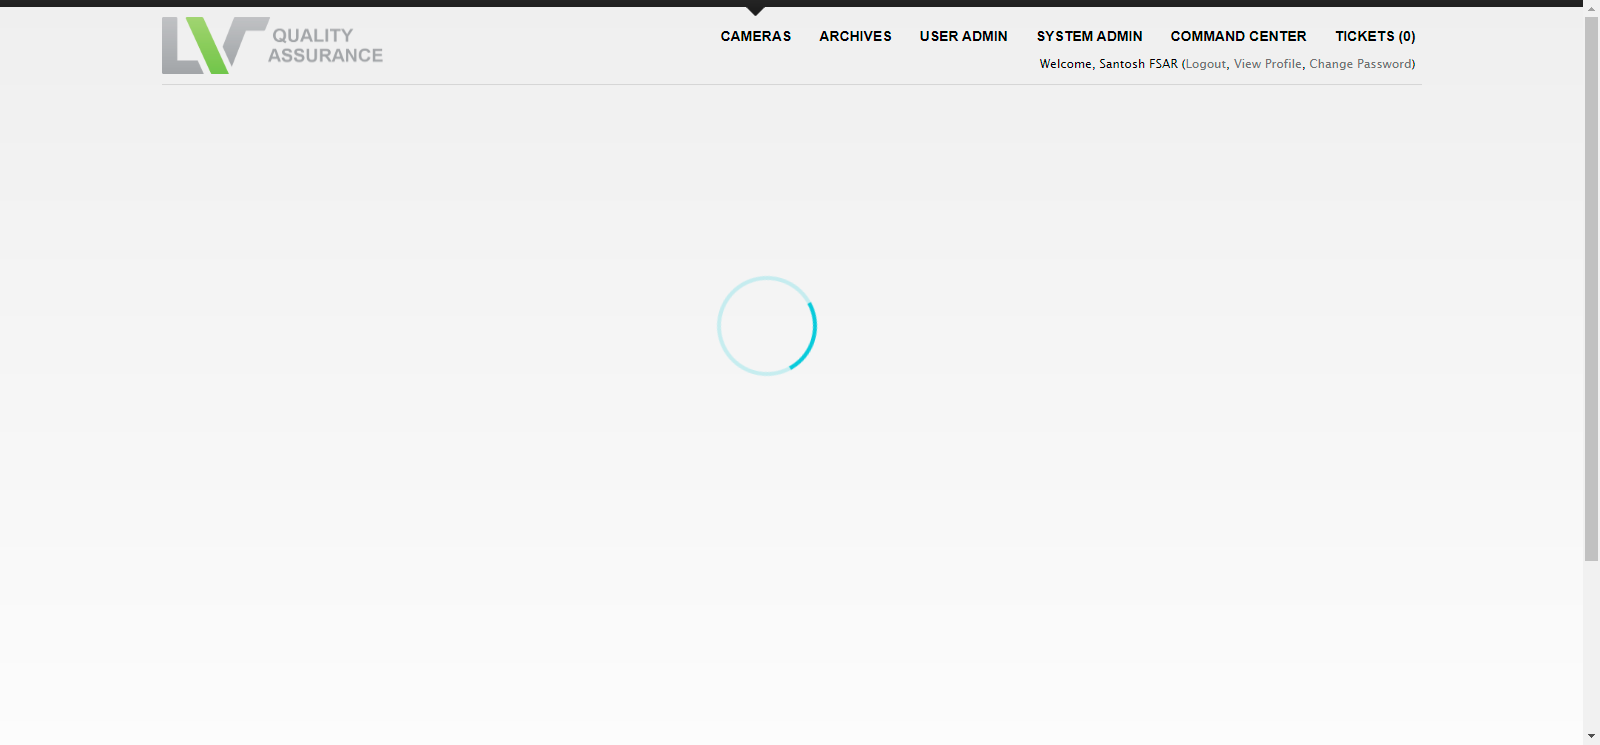 QUALITY
ASSURANCE
CAMERAS ARCHIVES USER ADMIN SYSTEM ADMIN COMMAND CENTER TICKETS (0)
Welcome, Santosh FSAR (Logout, View Profile, Change Password)